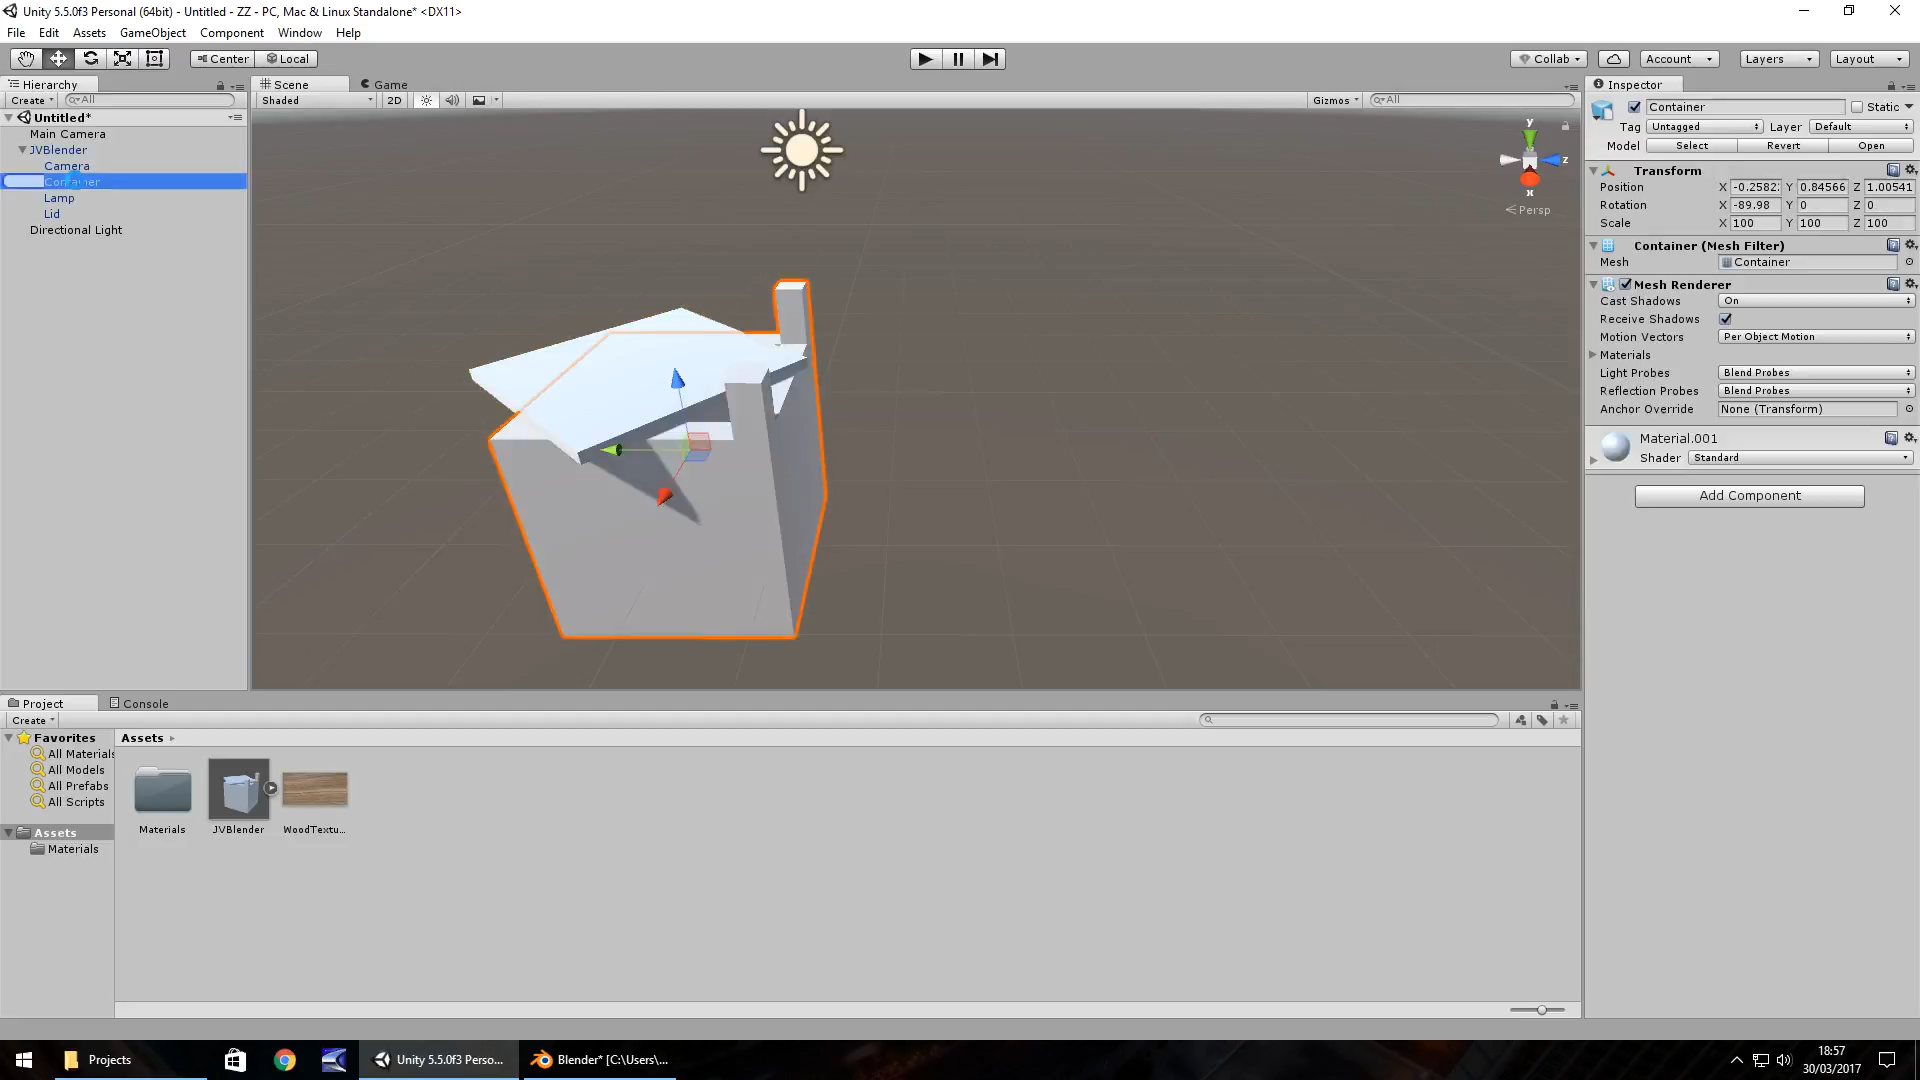 Unity 5.5.0f3 Personal (64bit) - Untitled - ZZ - PC, Mac & Linux Standalone* <DX11>
File Edit Assets GameObject Component Window Help
Center Local Collab Account Layers Layout
Hierarchy
Create All
Untitled*
Main Camera
JVBlender
Camera
Container
Lamp
Lid
Directional Light
Scene Game
Shaded 2D Gizmos All
y
z
x
Persp
Inspector
Container Static
Tag Untagged Layer Default
Model Select Revert Open
Transform
Position X -0.2582 Y 0.84566 Z 1.00541
Rotation X -89.98 Y 0 Z 0
Scale X 100 Y 100 Z 100
Container (Mesh Filter)
Mesh Container
Mesh Renderer
Cast Shadows On
Receive Shadows
Motion Vectors Per Object Motion
Materials
Light Probes Blend Probes
Reflection Probes Blend Probes
Anchor Override None (Transform)
Material.001
Shader Standard
Add Component
Project Console
Create
Favorites
All Materials
All Models
All Prefabs
All Scripts
Assets
Materials
Assets
Materials JVBlender WoodTextu...
Projects Unity 5.5.0f3 Perso... Blender* [C:\Users\...
18:57
30/03/2017